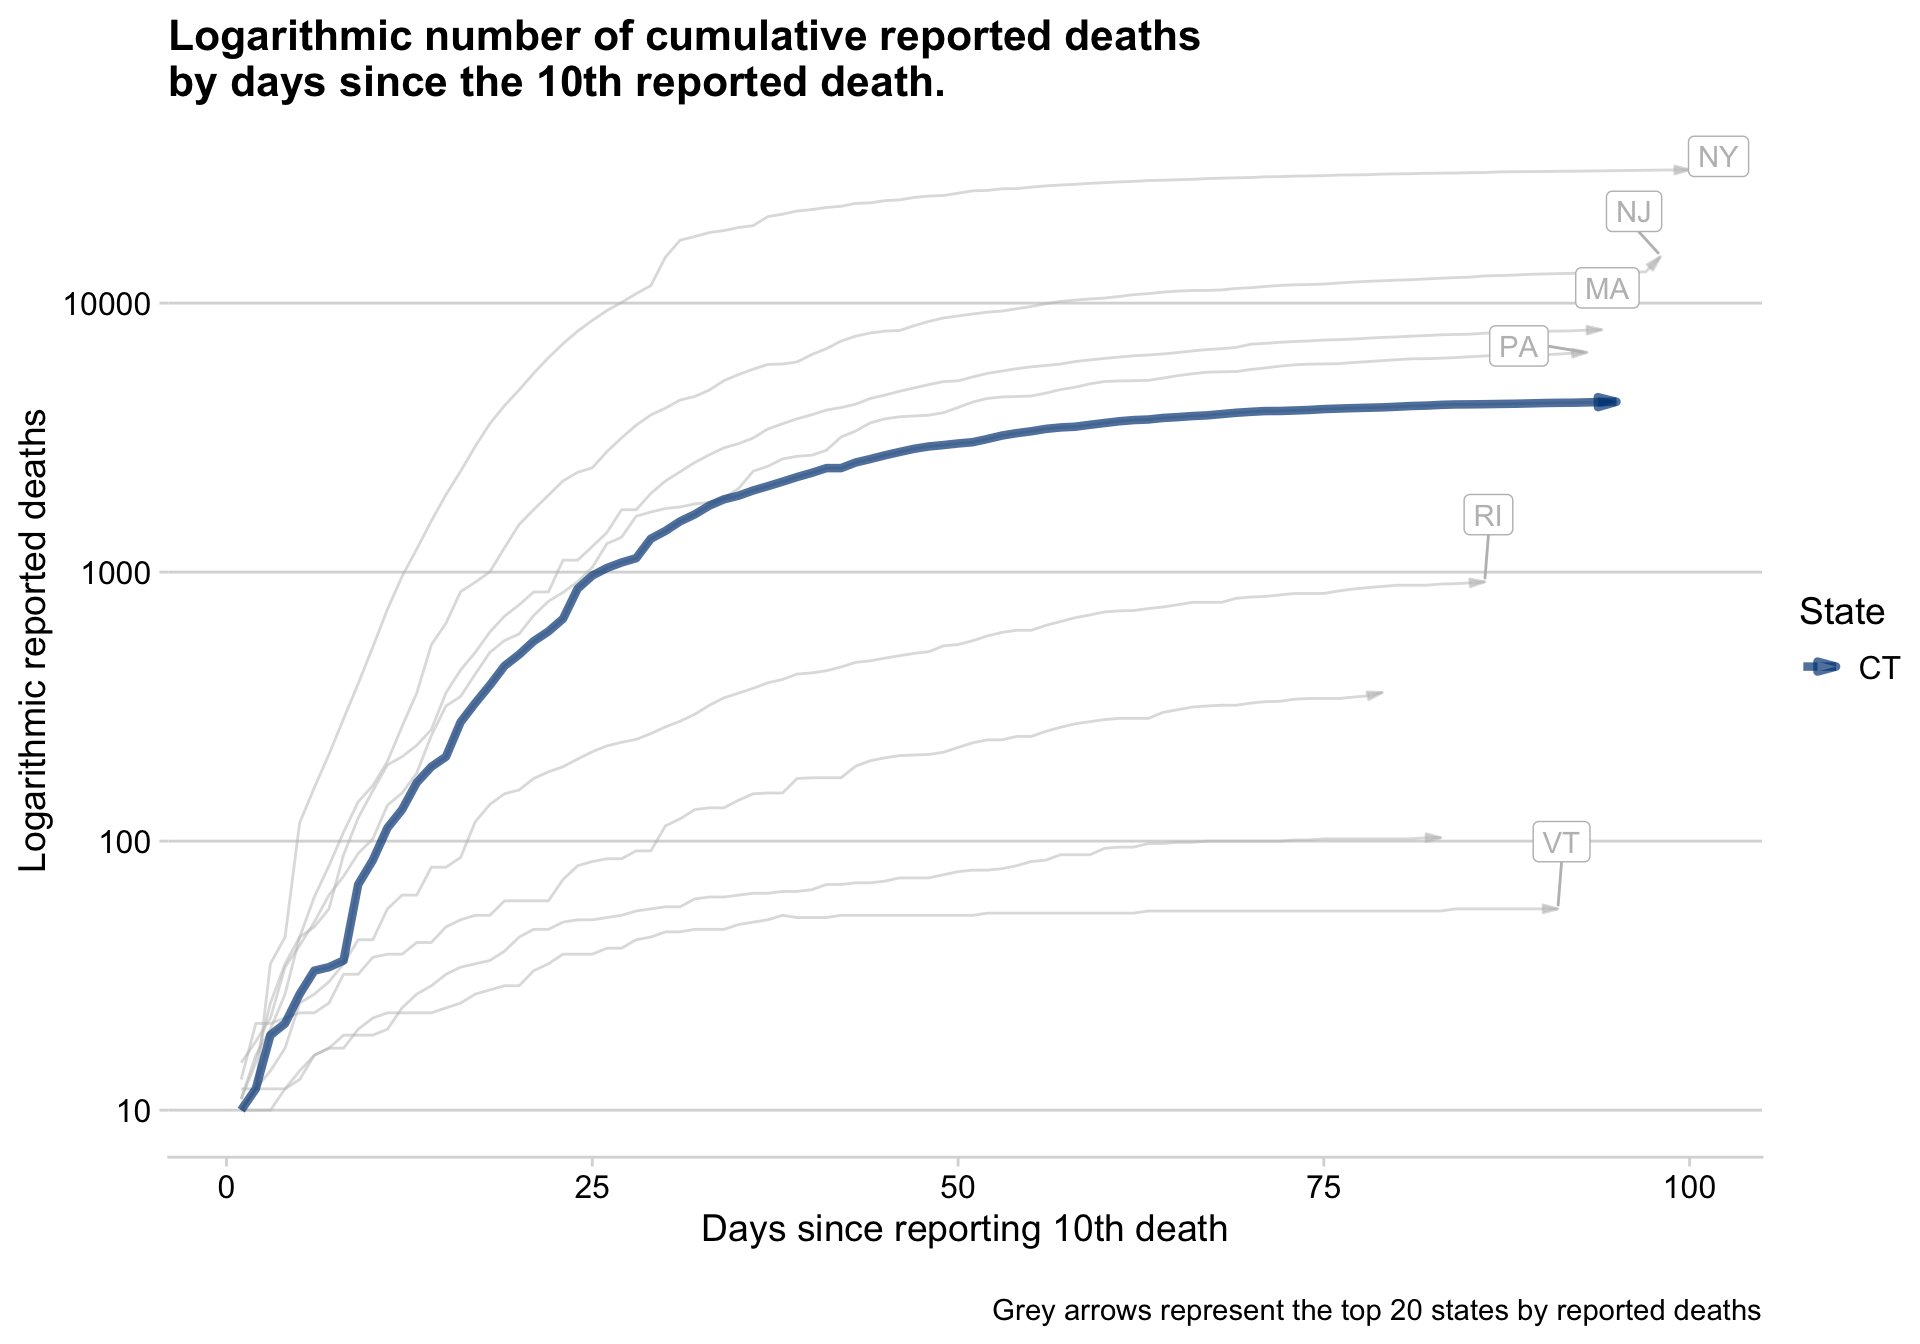 Logarithmic number of cumulative reported deaths
by days since the 10th reported death.
NY
NJ
10000
MA
PA
Logarithmic reported deaths
RI
1000
State
CT
100
VT
10
0 25 50 75 100
Days since reporting 10th death
Grey arrows represent the top 20 states by reported deaths